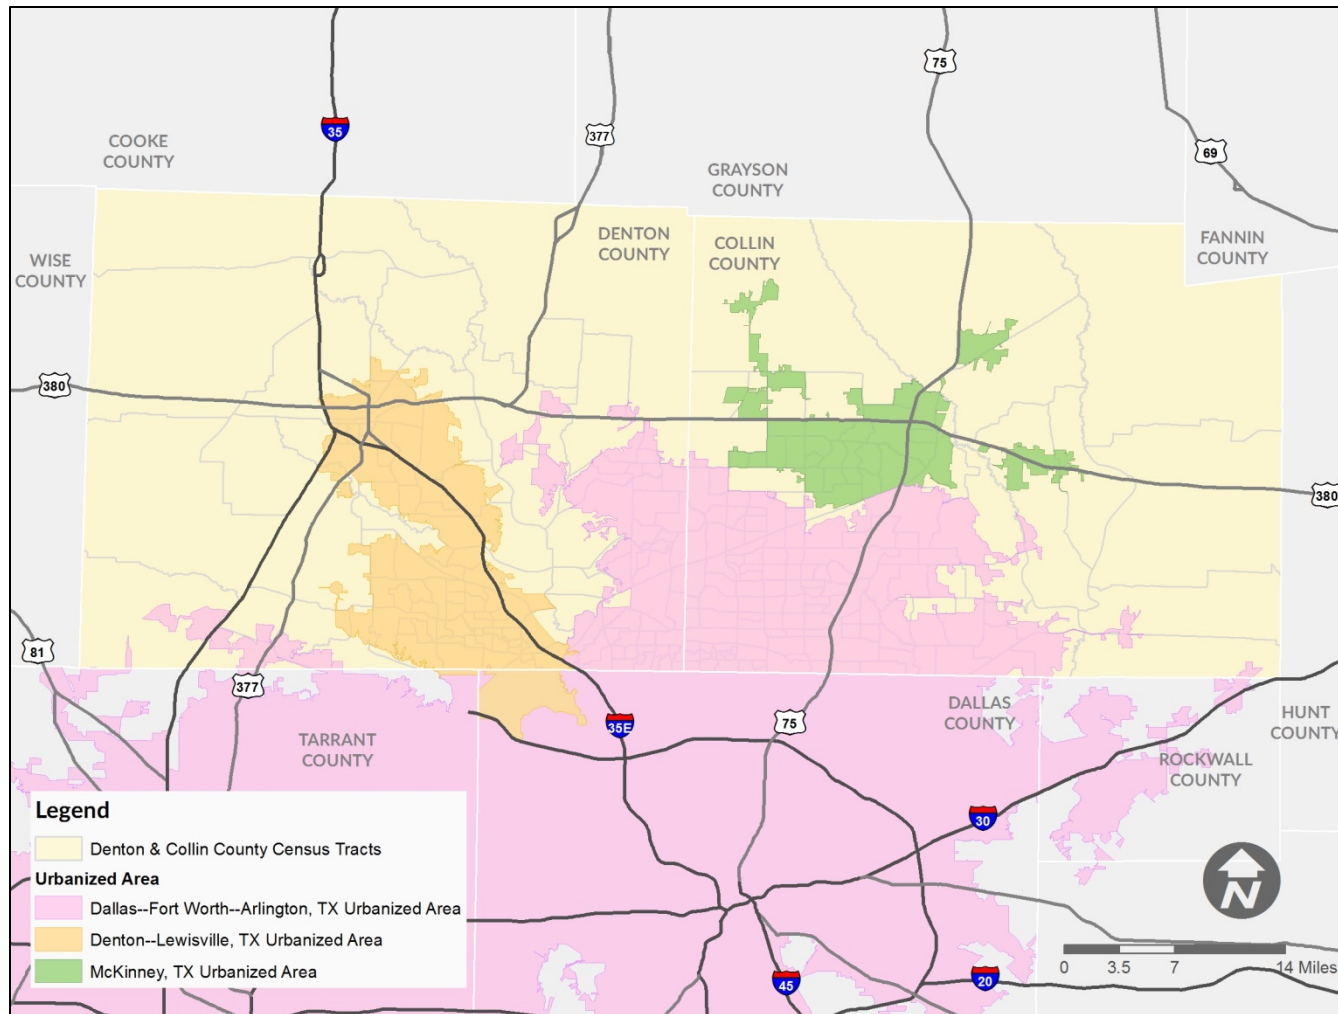 75
35
377
COOKE
COUNTY
69
GRAYSON
COUNTY
DENTON
COUNTY
COLLIN
COUNTY
FANNIN
COUNTY
WISE
COUNTY
380
380
81
377
35E
75
DALLAS
COUNTY
HUNT
COUNTY
TARRANT
COUNTY
ROCKWALL
COUNTY
30
45
20
Legend
Denton & Collin County Census Tracts
Urbanized Area
Dallas--Fort Worth--Arlington, TX Urbanized Area
Denton--Lewisville, TX Urbanized Area
McKinney, TX Urbanized Area
N
0 3.5 7 14 Miles